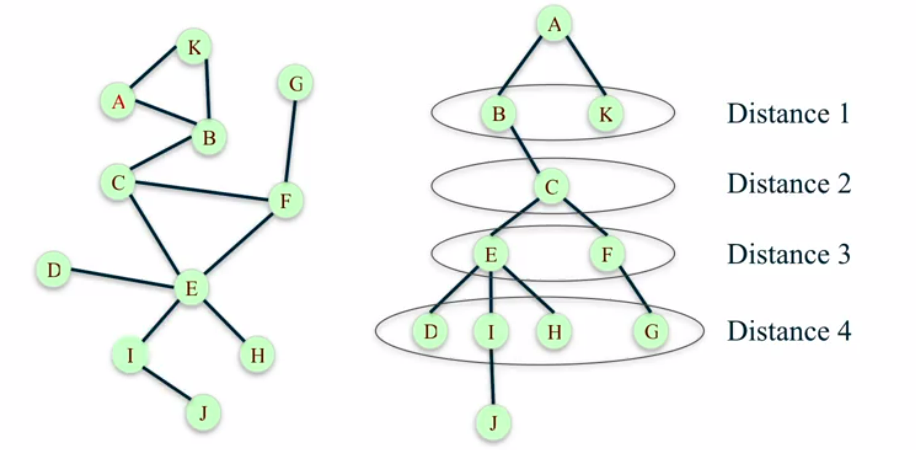 K
A
B
G
C
F
D
E
I
H
J
A
B K Distance 1
C Distance 2
E F Distance 3
D I H G Distance 4
J